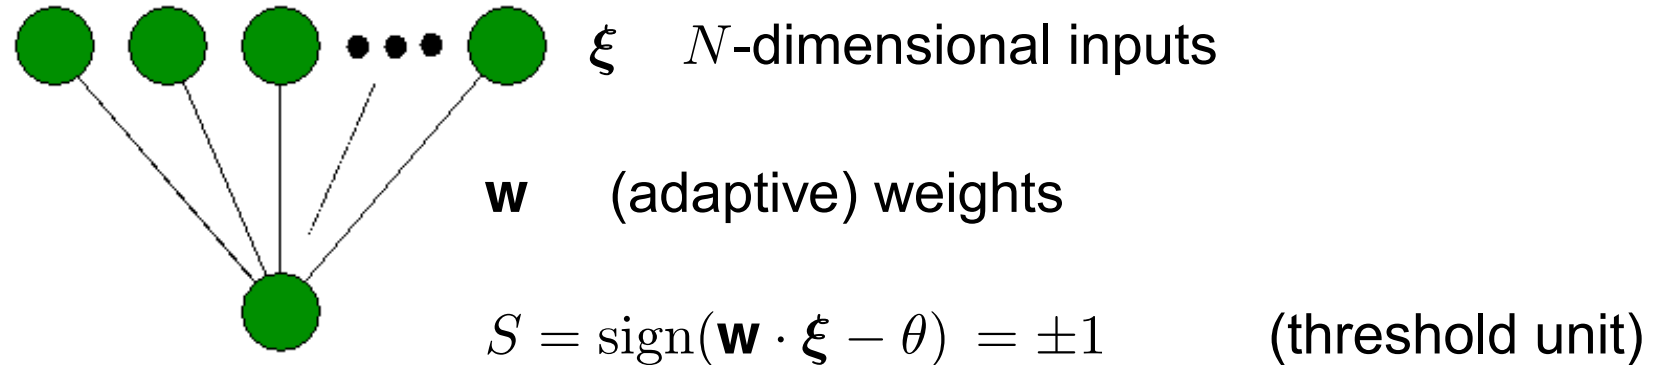 ξ N-dimensional inputs
w (adaptive) weights
S = sign(w · ξ − θ) = ±1 (threshold unit)